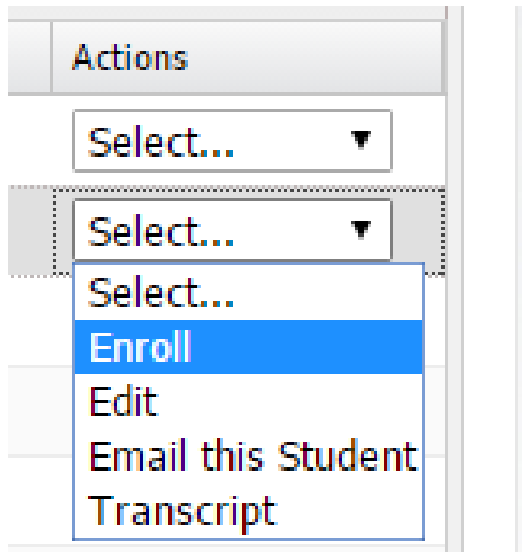 Actions
Select...
Select...
Select...
Enroll
Edit
Email this Student
Transcript